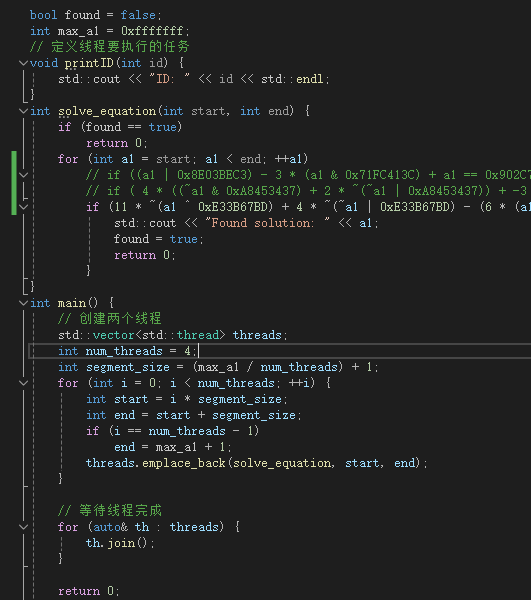 bool found = false;
int max_a1 = 0xfffffff;
// 定义线程要执行的任务
void printID(int id) {
std::cout << "ID: " << id << std::endl;
}
int solve_equation(int start, int end) {
if (found == true)
return 0;
for (int a1 = start; a1 < end; ++a1)
// if ((a1 | 0x8E03BEC3) - 3 * (a1 & 0x71FC413C) + a1 == 0x902C7
// if ( 4 * ((~a1 & 0xA8453437) + 2 * ~(~a1 | 0xA8453437)) + -3
if (11 * ~(a1 ^ 0xE33B67BD) + 4 * ~(~a1 | 0xE33B67BD) - (6 * (a1
std::cout << "Found solution: " << a1;
found = true;
return 0;
}
}
int main() {
// 创建两个线程
std::vector<std::thread> threads;
int num_threads = 4;
int segment_size = (max_a1 / num_threads) + 1;
for (int i = 0; i < num_threads; ++i) {
int start = i * segment_size;
int end = start + segment_size;
if (i == num_threads - 1)
end = max_a1 + 1;
threads.emplace_back(solve_equation, start, end);
}
// 等待线程完成
for (auto& th : threads) {
th.join();
}
return 0;